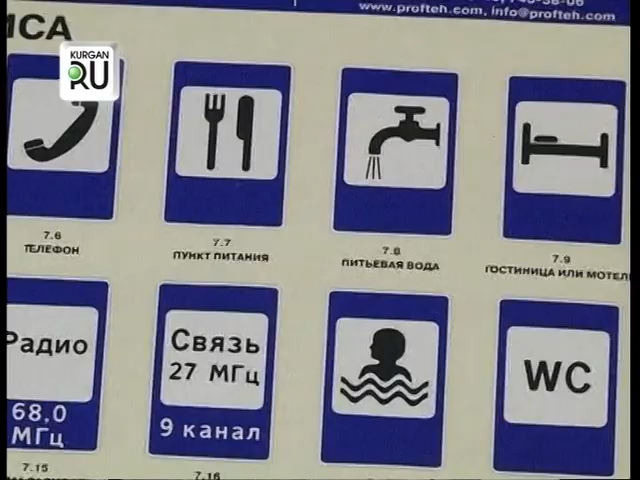 www.profteh.com, info@profteh.com
KURGAN
RU
7.6
ТЕЛЕФОН
7.7
ПУНКТ ПИТАНИЯ
7.8
ПИТЬЕВАЯ ВОДА
7.9
ГОСТИНИЦА ИЛИ МОТЕЛЬ
Радио
68,0
МГц
Связь
27 МГц
9 канал
WC
7.15
7.16